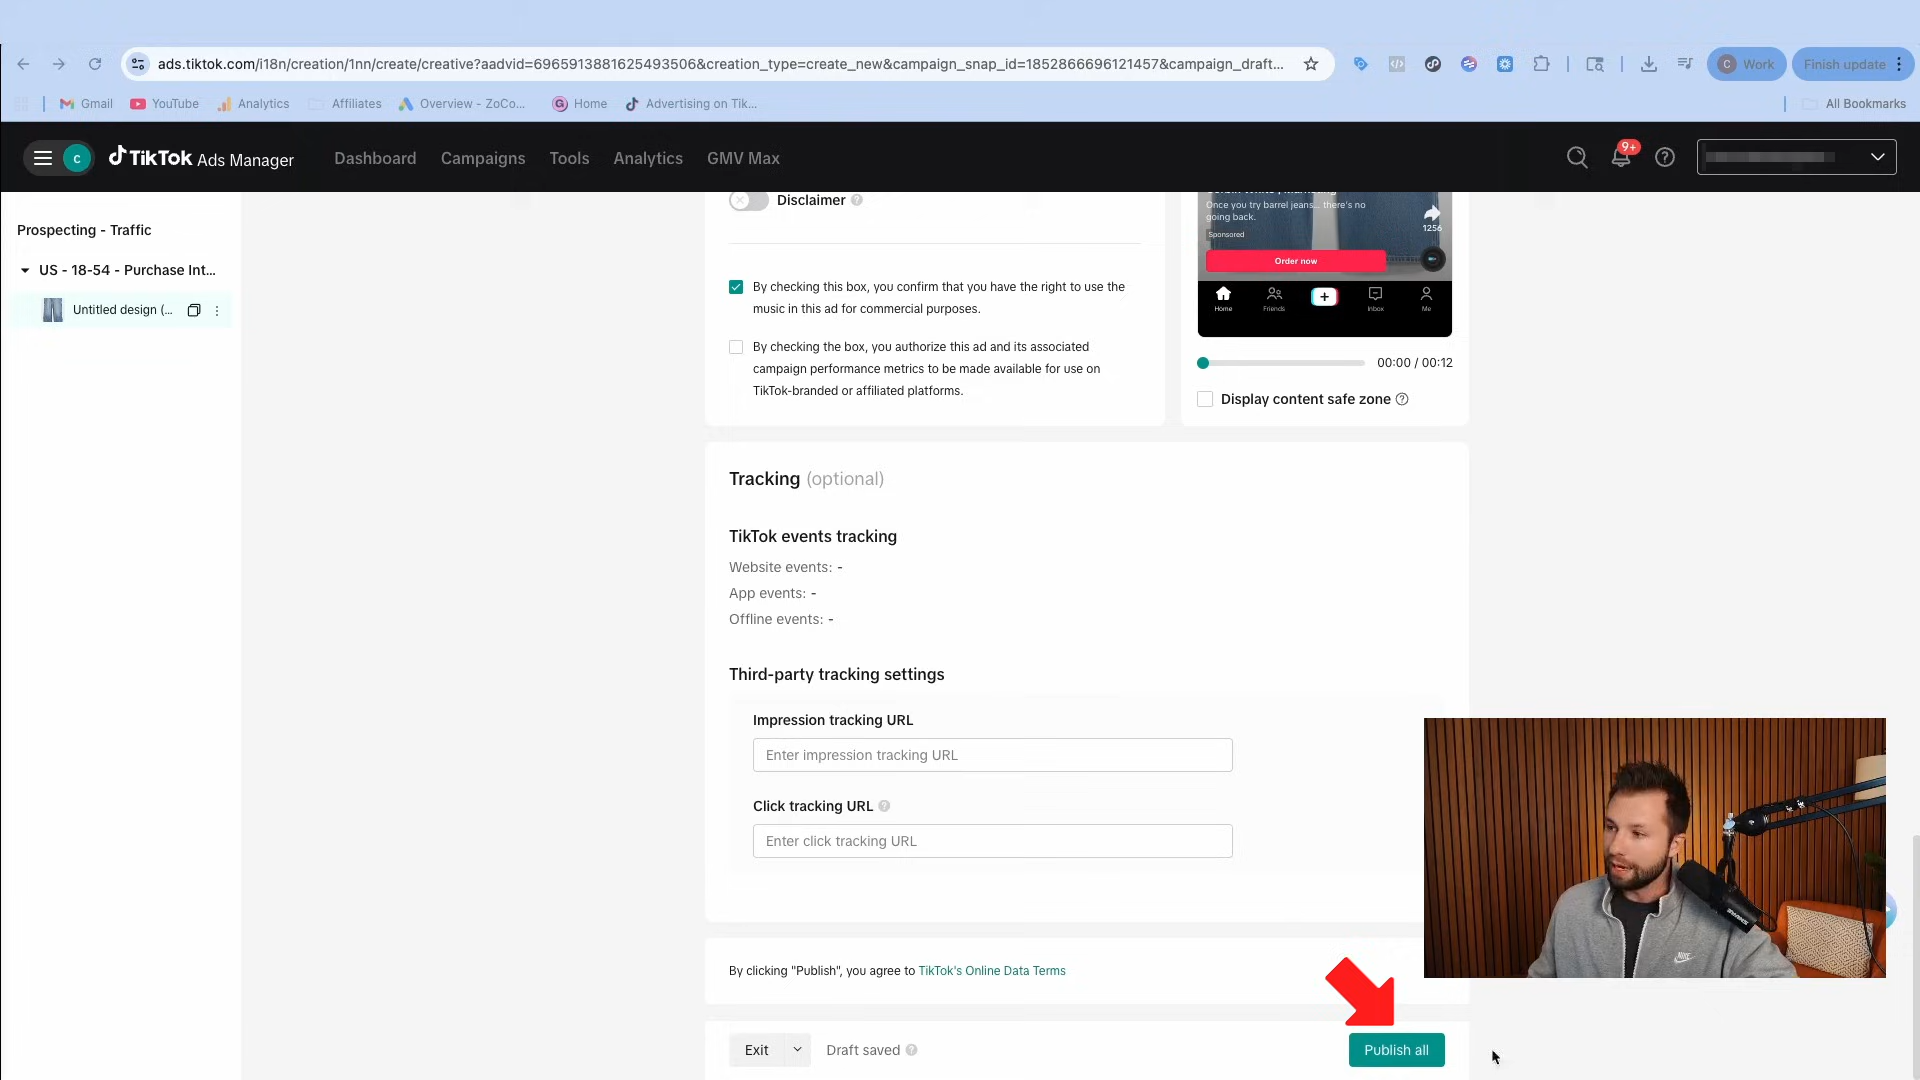 ads.tiktok.com/i18n/creation/1nn/create/creative?aadvid=6965913881625493506&creation_type=create_new&campaign_snap_id=1852866696121457&campaign_draft...
C Work
Finish update
Gmail
YouTube
Analytics
Affiliates
Overview - ZoCo...
Home
Advertising on Tik...
All Bookmarks
C
TikTok Ads Manager
Dashboard
Campaigns
Tools
Analytics
GMV Max
9+
Prospecting - Traffic
US - 18-54 - Purchase Int...
Untitled design (...
Disclaimer
By checking this box, you confirm that you have the right to use the
music in this ad for commercial purposes.
By checking the box, you authorize this ad and its associated
campaign performance metrics to be made available for use on
TikTok-branded or affiliated platforms.
Once you try barrel jeans... there's no
going back.
Sponsored
1256
Order now
Home
Friends
Inbox
Me
00:00 / 00:12
Display content safe zone
Tracking (optional)
TikTok events tracking
Website events: -
App events: -
Offline events: -
Third-party tracking settings
Impression tracking URL
Enter impression tracking URL
Click tracking URL
Enter click tracking URL
By clicking "Publish", you agree to TikTok's Online Data Terms
Exit
Draft saved
Publish all